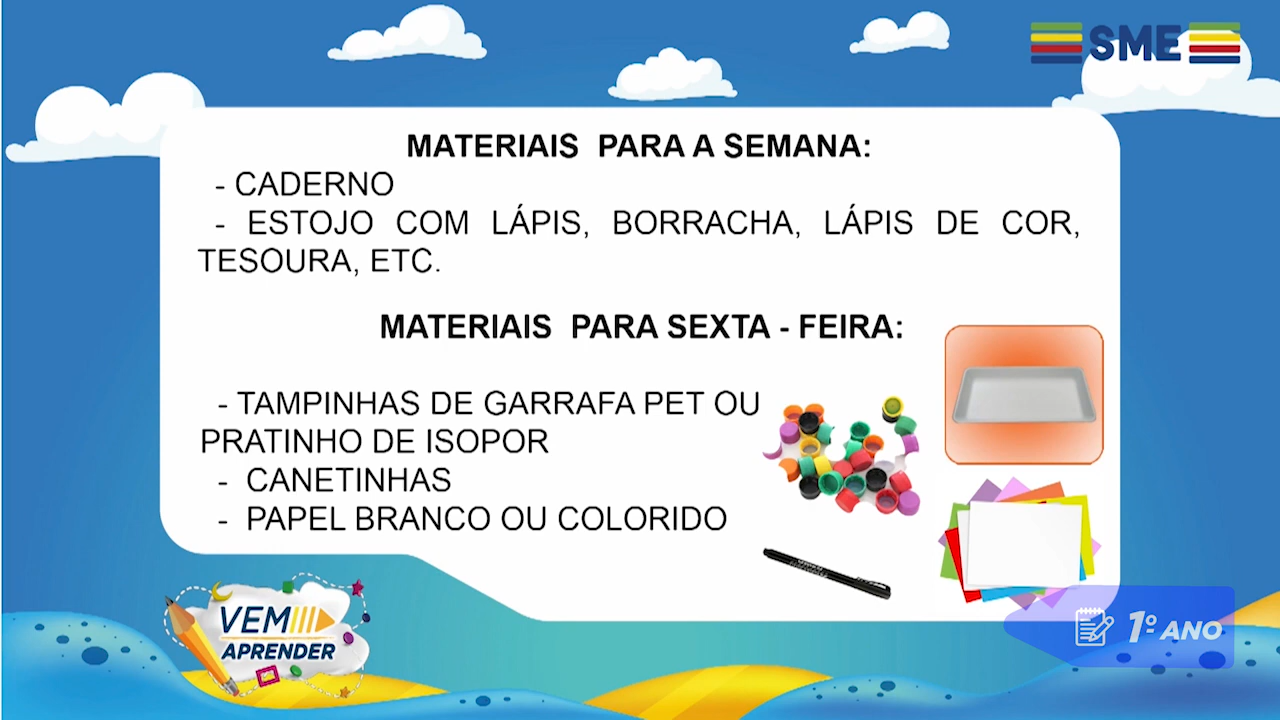 SME
MATERIAIS PARA A SEMANA:
- CADERNO
- ESTOJO COM LÁPIS, BORRACHA, LÁPIS DE COR,
TESOURA, ETC.
MATERIAIS PARA SEXTA - FEIRA:
- TAMPINHAS DE GARRAFA PET OU
PRATINHO DE ISOPOR
- CANETINHAS
- PAPEL BRANCO OU COLORIDO
VEM
APRENDER
1º ANO